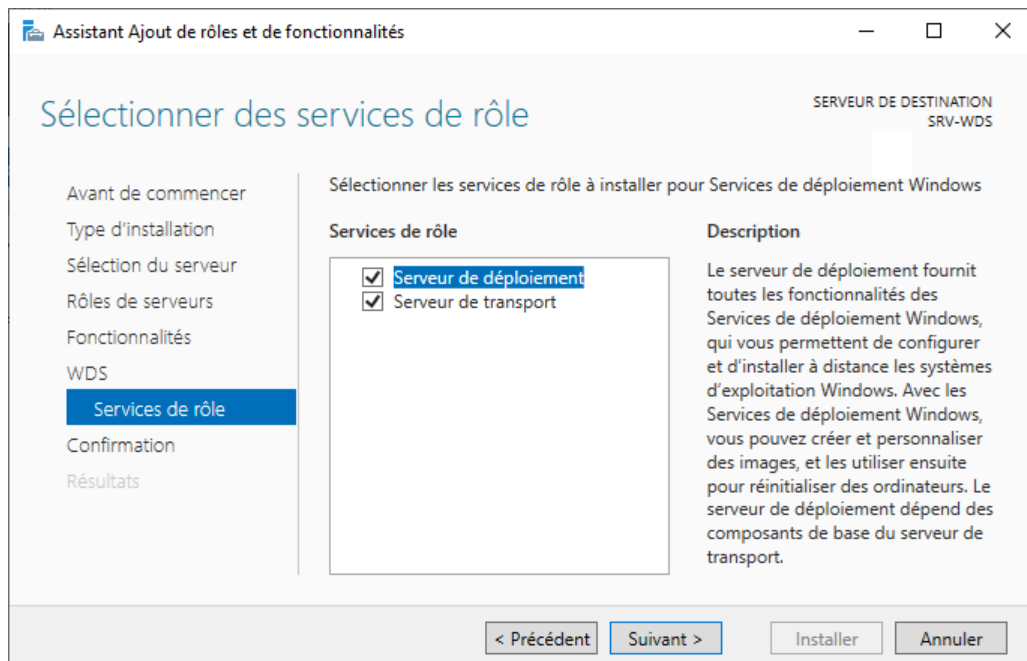 Assistant Ajout de rôles et de fonctionnalités
Sélectionner des services de rôle
SERVEUR DE DESTINATION
SRV-WDS
Avant de commencer
Type d'installation
Sélection du serveur
Rôles de serveurs
Fonctionnalités
WDS
Services de rôle
Confirmation
Résultats
Sélectionner les services de rôle à installer pour Services de déploiement Windows
Services de rôle
Serveur de déploiement
Serveur de transport
Description
Le serveur de déploiement fournit
toutes les fonctionnalités des
Services de déploiement Windows,
qui vous permettent de configurer
et d'installer à distance les systèmes
d'exploitation Windows. Avec les
Services de déploiement Windows,
vous pouvez créer et personnaliser
des images, et les utiliser ensuite
pour réinitialiser des ordinateurs. Le
serveur de déploiement dépend des
composants de base du serveur de
transport.
< Précédent
Suivant >
Installer
Annuler